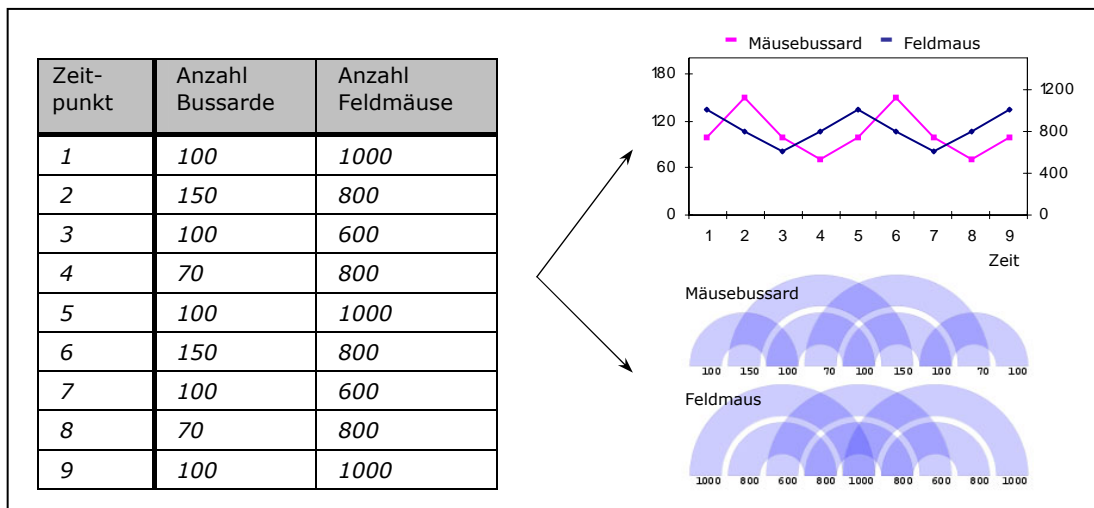 Zeit- Anzahl Anzahl
punkt Bussarde Feldmäuse
1 100 1000
2 150 800
3 100 600
4 70 800
5 100 1000
6 150 800
7 100 600
8 70 800
9 100 1000
Mäusebussard Feldmaus
180
120
60
0
1200
800
400
0
1 2 3 4 5 6 7 8 9
Zeit
Mäusebussard
100 150 100 70 100 150 100 70 100
Feldmaus
1000 800 600 800 1000 800 600 800 1000